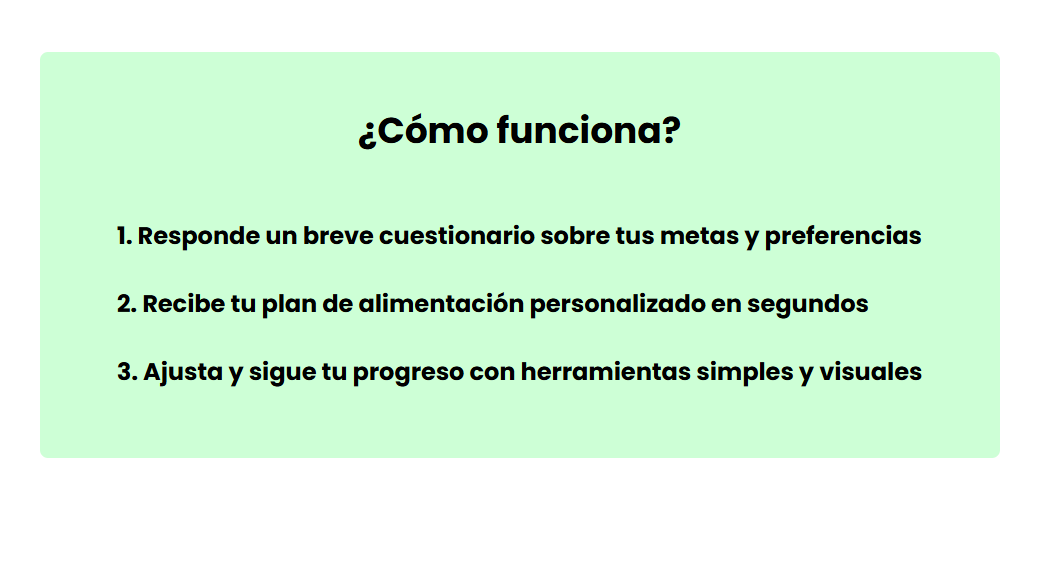 ¿Cómo funciona?
1. Responde un breve cuestionario sobre tus metas y preferencias
2. Recibe tu plan de alimentación personalizado en segundos
3. Ajusta y sigue tu progreso con herramientas simples y visuales